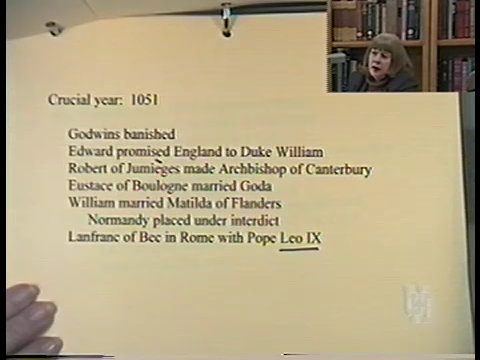 Crucial year: 1051
Godwins banished
Edward promised England to Duke William
Robert of Jumièges made Archbishop of Canterbury
Eustace of Boulogne married Goda
William married Matilda of Flanders
Normandy placed under interdict
Lanfranc of Bec in Rome with Pope Leo IX